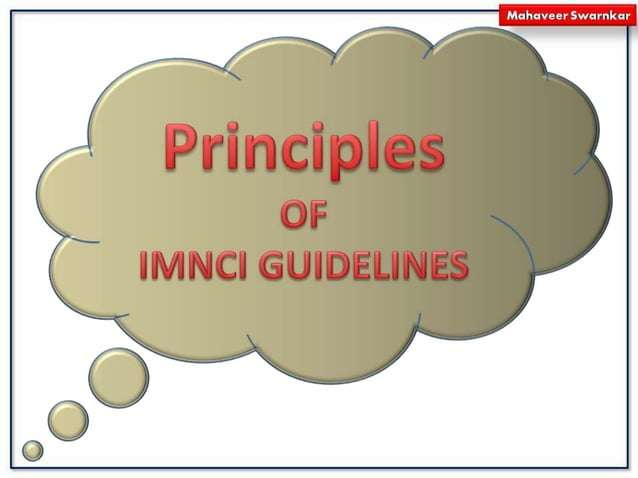 Mahaveer Swarnkar
Principles
OF
IMNCI GUIDELINES